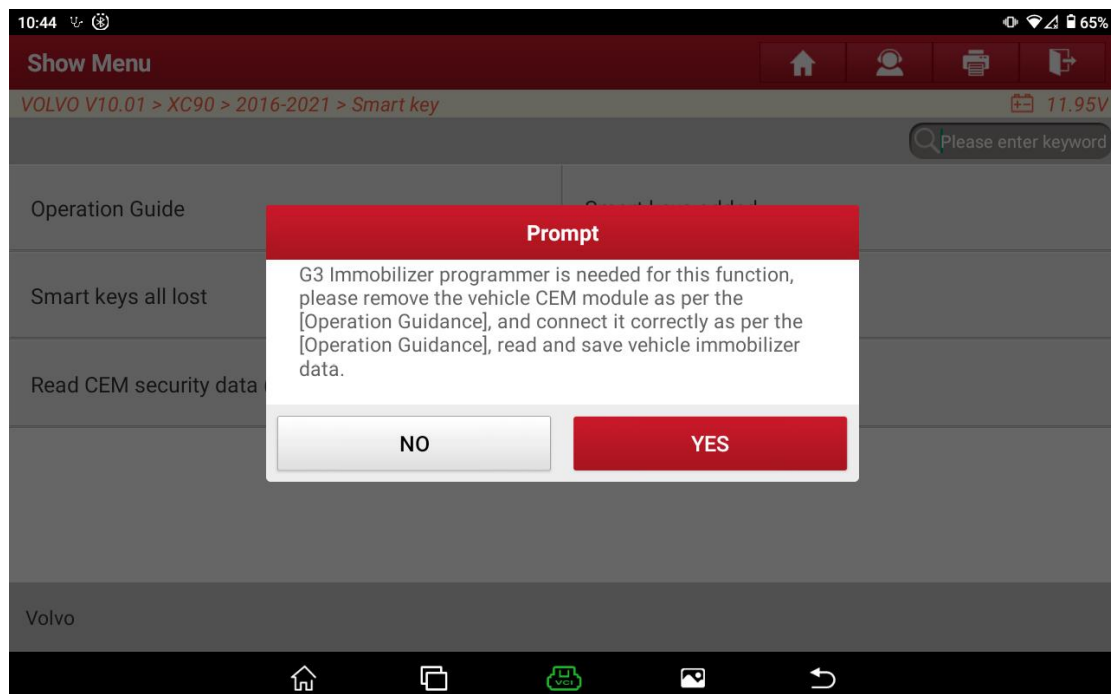 10:44
65%
Show Menu
VOLVO V10.01 > XC90 > 2016-2021 > Smart key
11.95V
Please enter keyword
Operation Guide
Prompt
G3 Immobilizer programmer is needed for this function,
please remove the vehicle CEM module as per the
[Operation Guidance], and connect it correctly as per the
[Operation Guidance], read and save vehicle immobilizer
data.
Smart keys all lost
Read CEM security data
NO
YES
Volvo
VCI